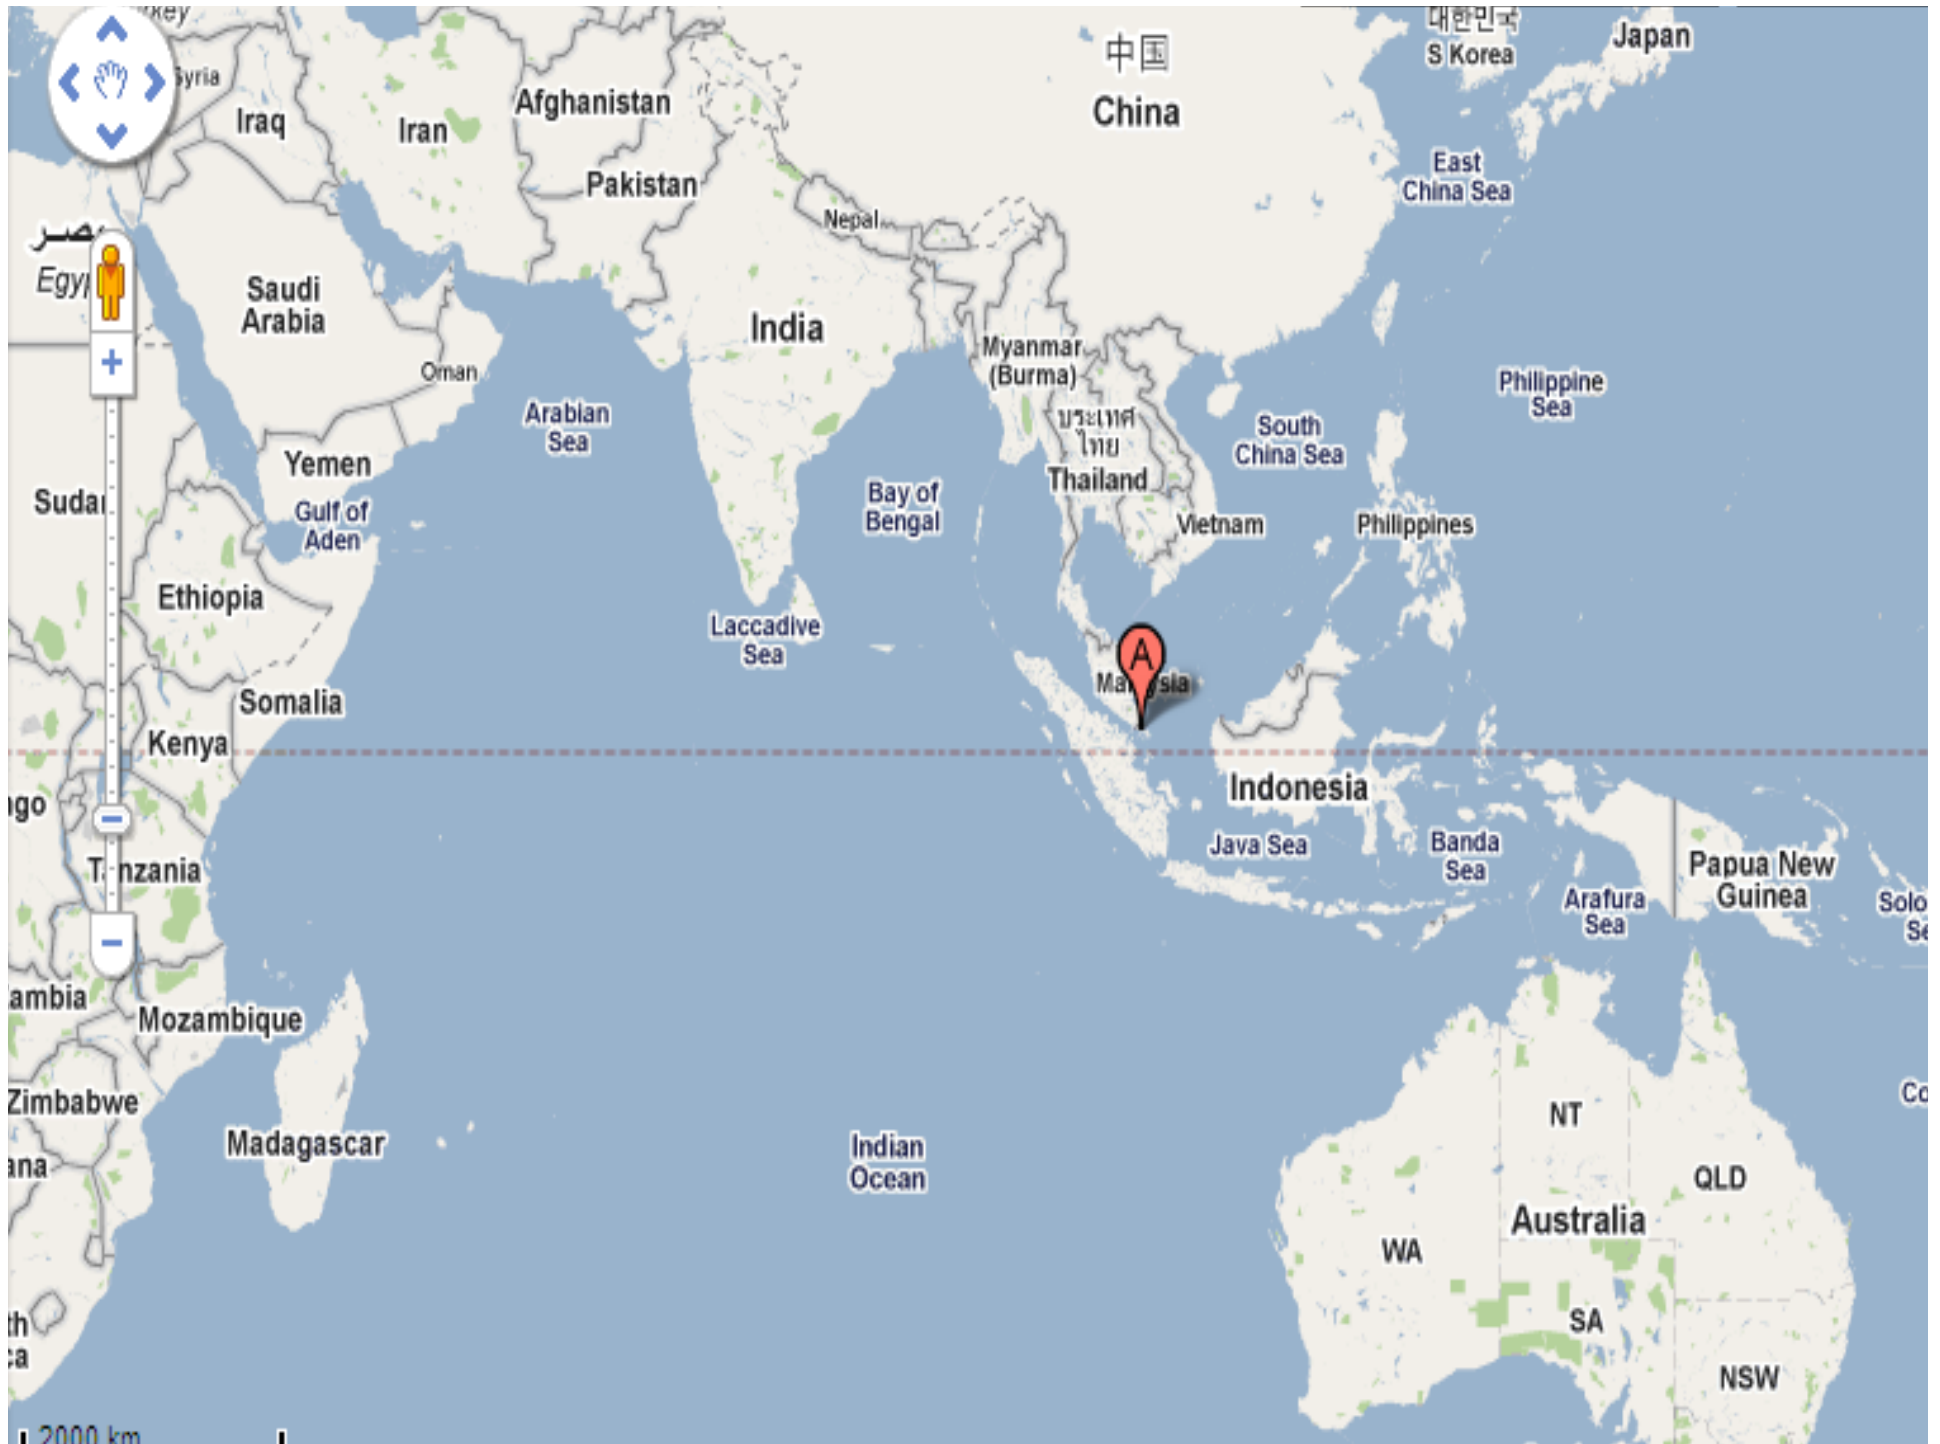 대한민국
S Korea
Japan
中国
China
Syria
Iraq
Iran
Afghanistan
Pakistan
Nepal
East
China Sea
مصر
Saudi
Arabia
India
Myanmar
(Burma)
Oman
Arabian
Sea
ประเทศ
ไทย
Thailand
South
China Sea
Philippine
Sea
Yemen
Gulf of
Aden
Bay of
Bengal
Vietnam
Philippines
Ethiopia
Laccadive
Sea
A
Somalia
Kenya
Indonesia
Java Sea
Banda
Sea
Papua New
Guinea
Arafura
Sea
Mozambique
Zimbabwe
Madagascar
Indian
Ocean
NT
QLD
Australia
WA
SA
NSW
2000 km